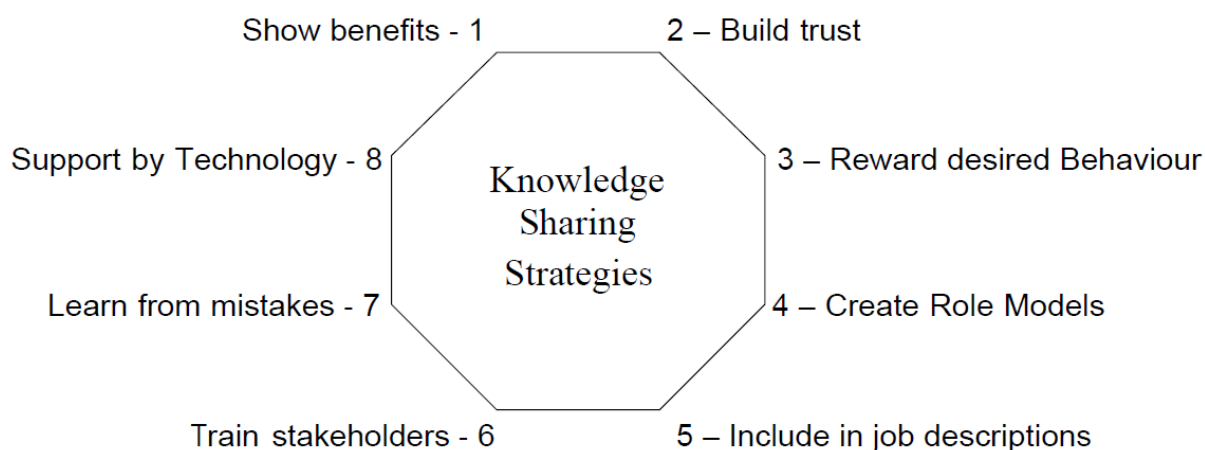 Show benefits - 1
2 – Build trust
Support by Technology - 8
3 – Reward desired Behaviour
Knowledge
Sharing
Strategies
Learn from mistakes - 7
4 – Create Role Models
Train stakeholders - 6
5 – Include in job descriptions